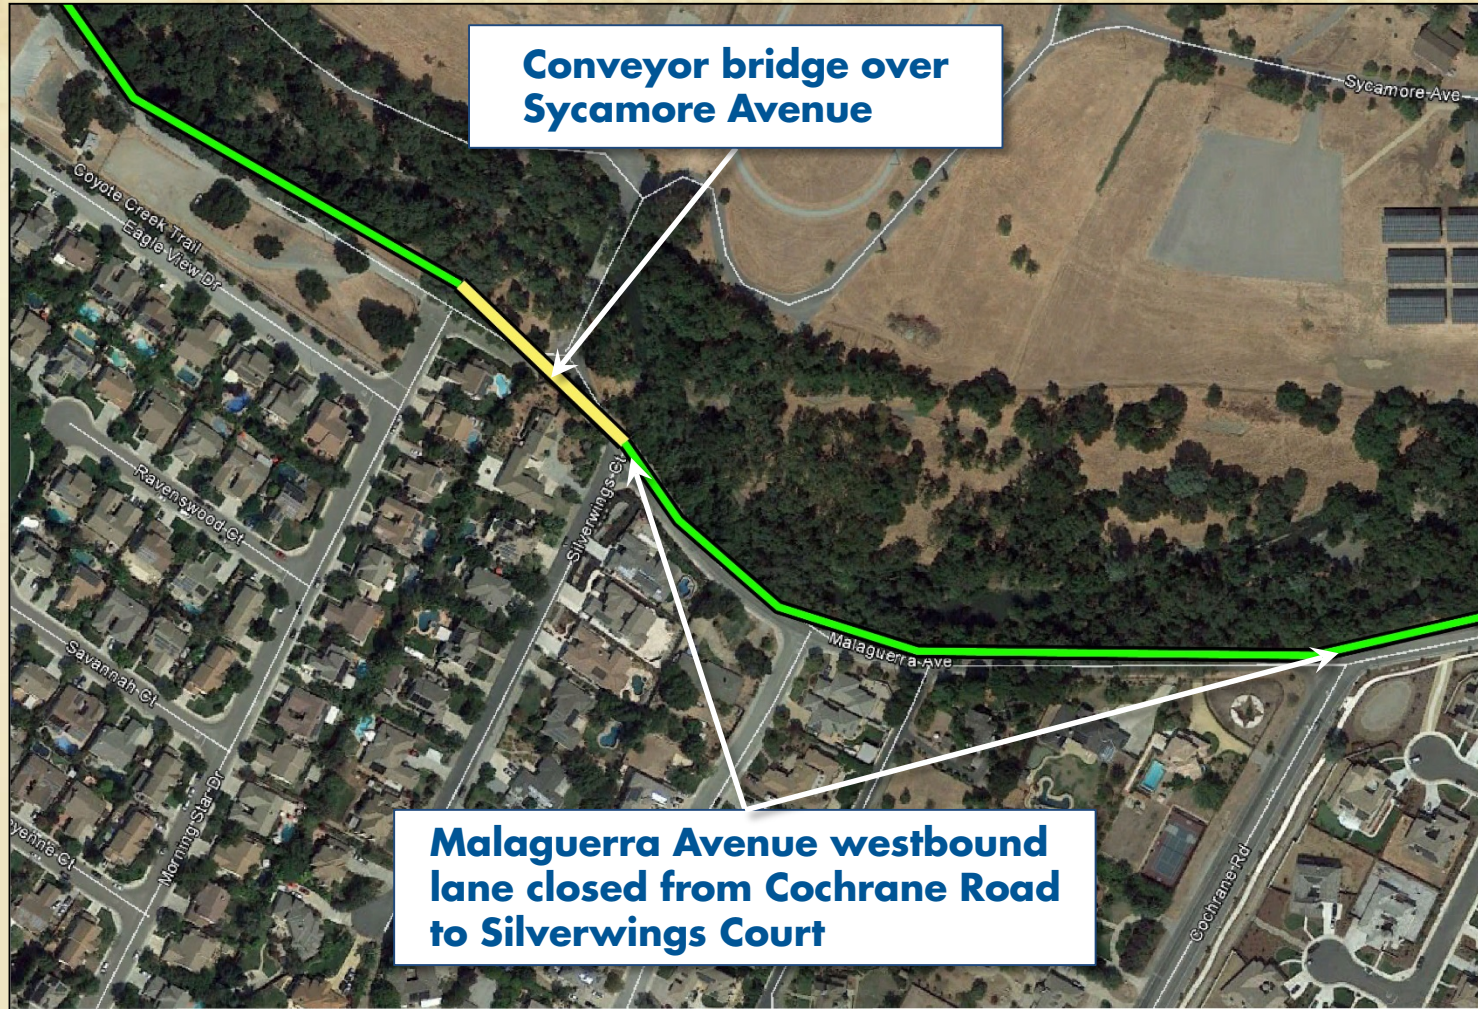 Conveyor bridge over
Sycamore Avenue
Sycamore Ave
Coyote Creek Trail
Eagle View Dr
Ravenswood Ct
Silverwings Ct
Savannah Ct
Malaguerra Ave
Morning Star Dr
Cochrane Rd
Malaguerra Avenue westbound
lane closed from Cochrane Road
to Silverwings Court